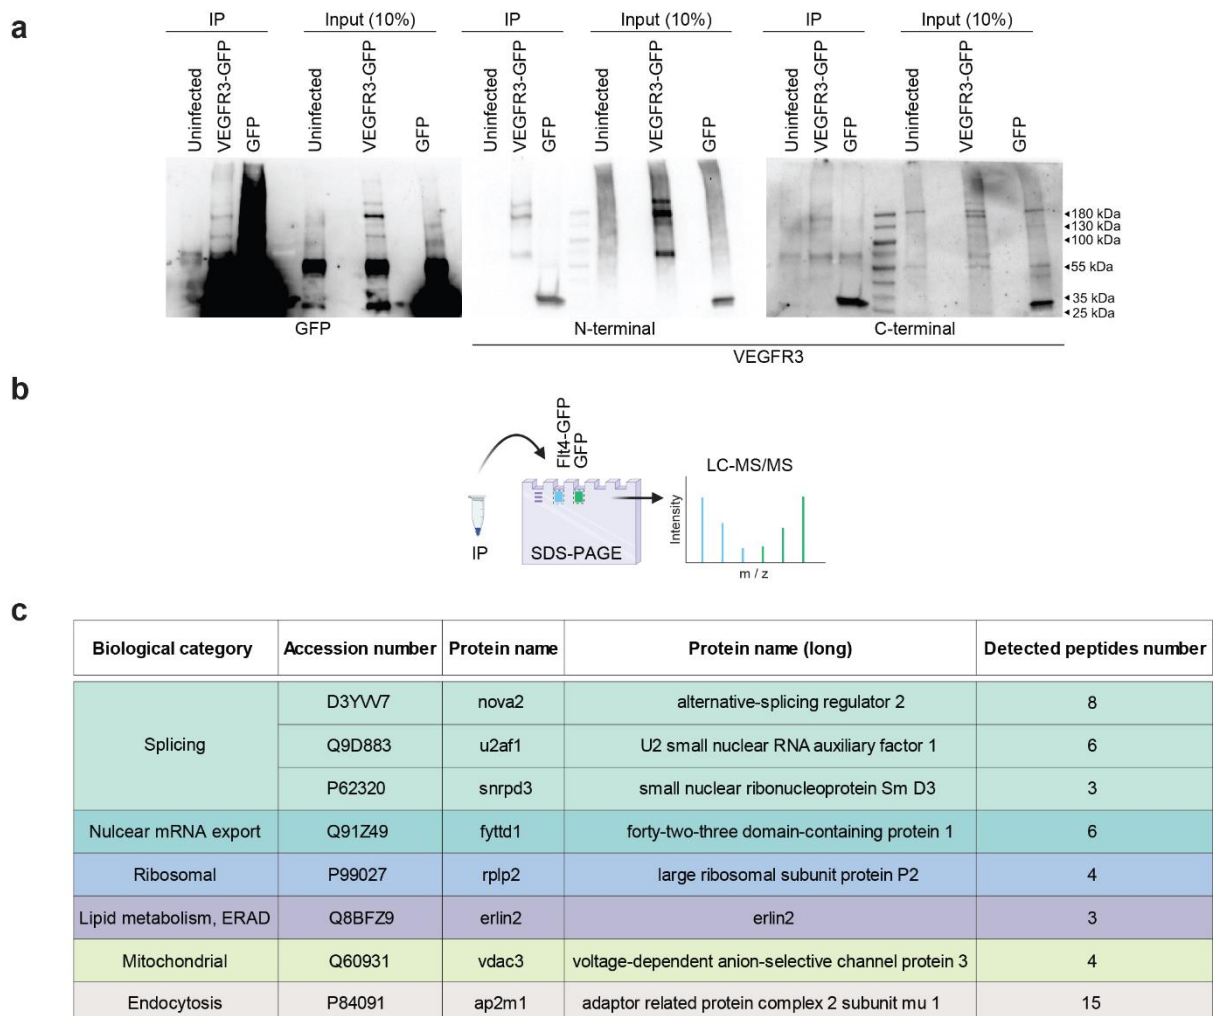 a
IP
Input (10%)
IP
Input (10%)
IP
Input (10%)
Uninfected
VEGFR3-GFP
GFP
Uninfected
VEGFR3-GFP
GFP
Uninfected
VEGFR3-GFP
GFP
Uninfected
VEGFR3-GFP
GFP
Uninfected
VEGFR3-GFP
GFP
Uninfected
VEGFR3-GFP
GFP
180 kDa
130 kDa
100 kDa
55 kDa
35 kDa
25 kDa
GFP
N-terminal
C-terminal
VEGFR3
b
Flt4-GFP
GFP
IP
SDS-PAGE
LC-MS/MS
Intensity
m / z
c
Biological category Accession number Protein name Protein name (long) Detected peptides number
Splicing
D3YVV7 nova2 alternative-splicing regulator 2 8
Q9D883 u2af1 U2 small nuclear RNA auxiliary factor 1 6
P62320 snrpd3 small nuclear ribonucleoprotein Sm D3 3
Nulcear mRNA export Q91Z49 fyttd1 forty-two-three domain-containing protein 1 6
Ribosomal P99027 rplp2 large ribosomal subunit protein P2 4
Lipid metabolism, ERAD Q8BFZ9 erlin2 erlin2 3
Mitochondrial Q60931 vdac3 voltage-dependent anion-selective channel protein 3 4
Endocytosis P84091 ap2m1 adaptor related protein complex 2 subunit mu 1 15